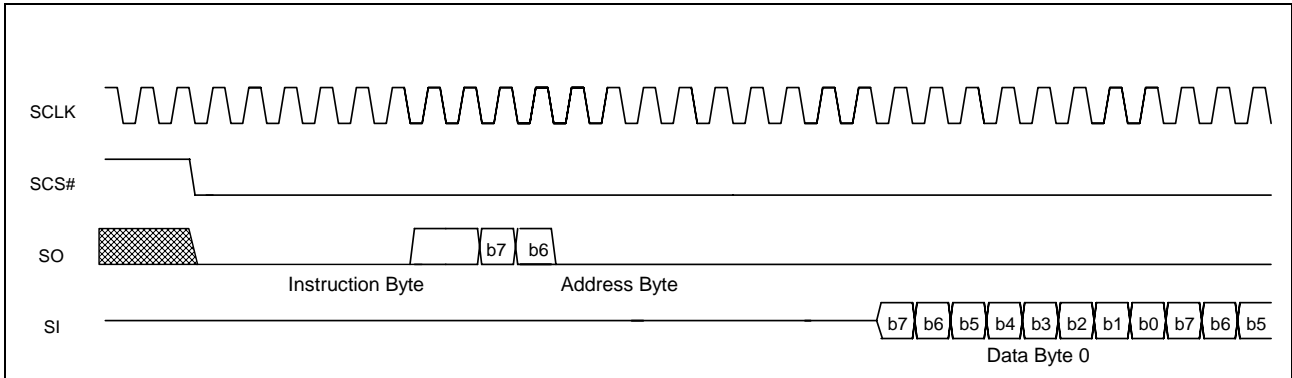 SCLK
SCS#
SO
b7 b6
Instruction Byte Address Byte
SI
b7 b6 b5 b4 b3 b2 b1 b0 b7 b6 b5
Data Byte 0